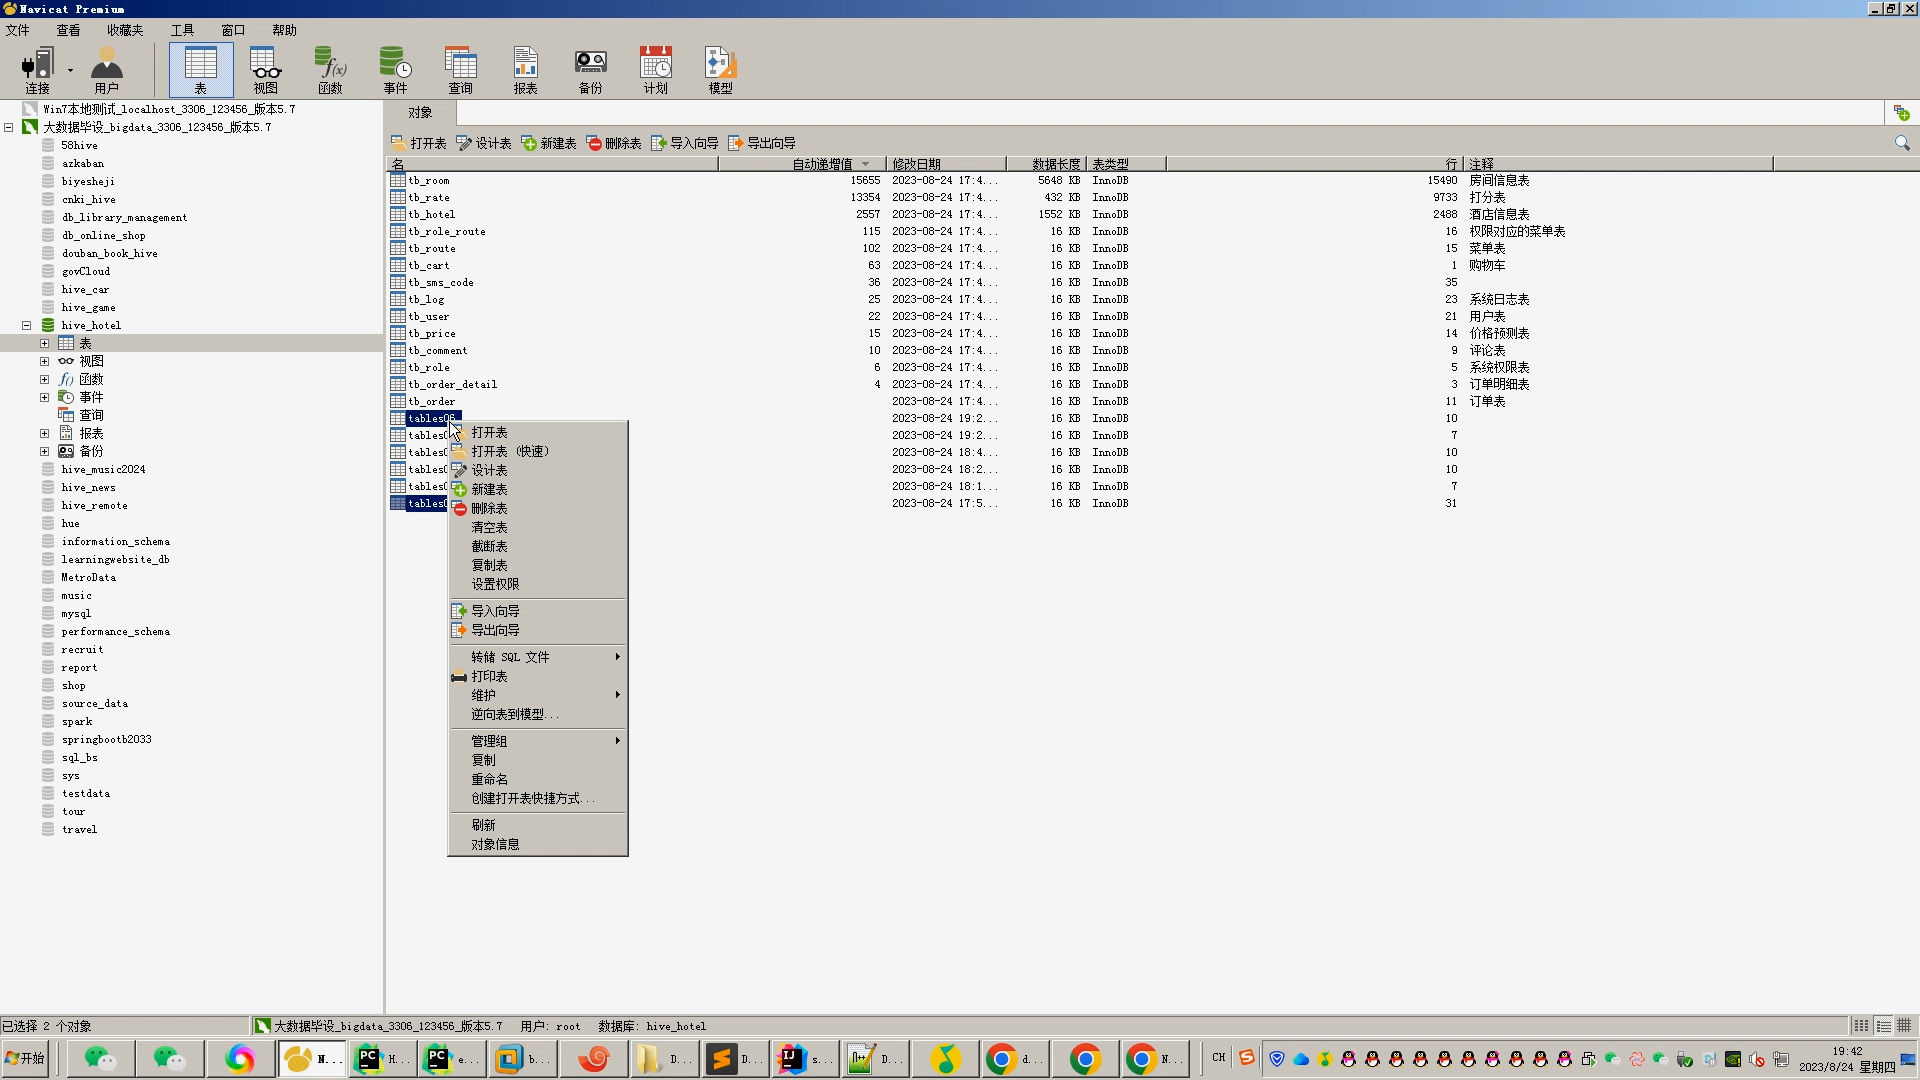 Navicat Premium
文件 查看 收藏夹 工具 窗口 帮助
连接 用户 表 视图 函数 事件 查询 报表 备份 计划 模型
Win7本地测试_localhost_3306_123456_版本5.7
大数据毕设_bigdata_3306_123456_版本5.7
58hive
azkaban
biyesheji
cnki_hive
db_library_management
db_online_shop
douban_book_hive
govCloud
hive_car
hive_game
hive_hotel
表
视图
函数
事件
查询
报表
备份
hive_music2024
hive_news
hive_remote
hue
information_schema
learningwebsite_db
MetroData
music
mysql
performance_schema
recruit
report
shop
source_data
spark
springbootb2033
sql_bs
sys
testdata
tour
travel
对象
打开表 设计表 新建表 删除表 导入向导 导出向导
名 自动递增值 修改日期 数据长度 表类型 行 注释
tb_room 15655 2023-08-24 17:4... 5648 KB InnoDB 15490 房间信息表
tb_rate 13354 2023-08-24 17:4... 432 KB InnoDB 9733 打分表
tb_hotel 2557 2023-08-24 17:4... 1552 KB InnoDB 2488 酒店信息表
tb_role_route 115 2023-08-24 17:4... 16 KB InnoDB 16 权限对应的菜单表
tb_route 102 2023-08-24 17:4... 16 KB InnoDB 15 菜单表
tb_cart 63 2023-08-24 17:4... 16 KB InnoDB 1 购物车
tb_sms_code 36 2023-08-24 17:4... 16 KB InnoDB 35
tb_log 25 2023-08-24 17:4... 16 KB InnoDB 23 系统日志表
tb_user 22 2023-08-24 17:4... 16 KB InnoDB 21 用户表
tb_price 15 2023-08-24 17:4... 16 KB InnoDB 14 价格预测表
tb_comment 10 2023-08-24 17:4... 16 KB InnoDB 9 评论表
tb_role 6 2023-08-24 17:4... 16 KB InnoDB 5 系统权限表
tb_order_detail 4 2023-08-24 17:4... 16 KB InnoDB 3 订单明细表
tb_order 2023-08-24 17:4... 16 KB InnoDB 11 订单表
tables06 2023-08-24 19:2... 16 KB InnoDB 10
tables 2023-08-24 19:2... 16 KB InnoDB 7
tables 2023-08-24 18:4... 16 KB InnoDB 10
tables 2023-08-24 18:2... 16 KB InnoDB 10
tables 2023-08-24 18:1... 16 KB InnoDB 7
tables 2023-08-24 17:5... 16 KB InnoDB 31
打开表
打开表 (快速)
设计表
新建表
删除表
清空表
截断表
复制表
设置权限
导入向导
导出向导
转储 SQL 文件
打印表
维护
逆向表到模型...
管理组
复制
重命名
创建打开表快捷方式...
刷新
对象信息
已选择 2 个对象 大数据毕设_bigdata_3306_123456_版本5.7 用户: root 数据库: hive_hotel
开始 N... H... e... b... D... D... s... D... d... N... CH
19:42
2023/8/24 星期四